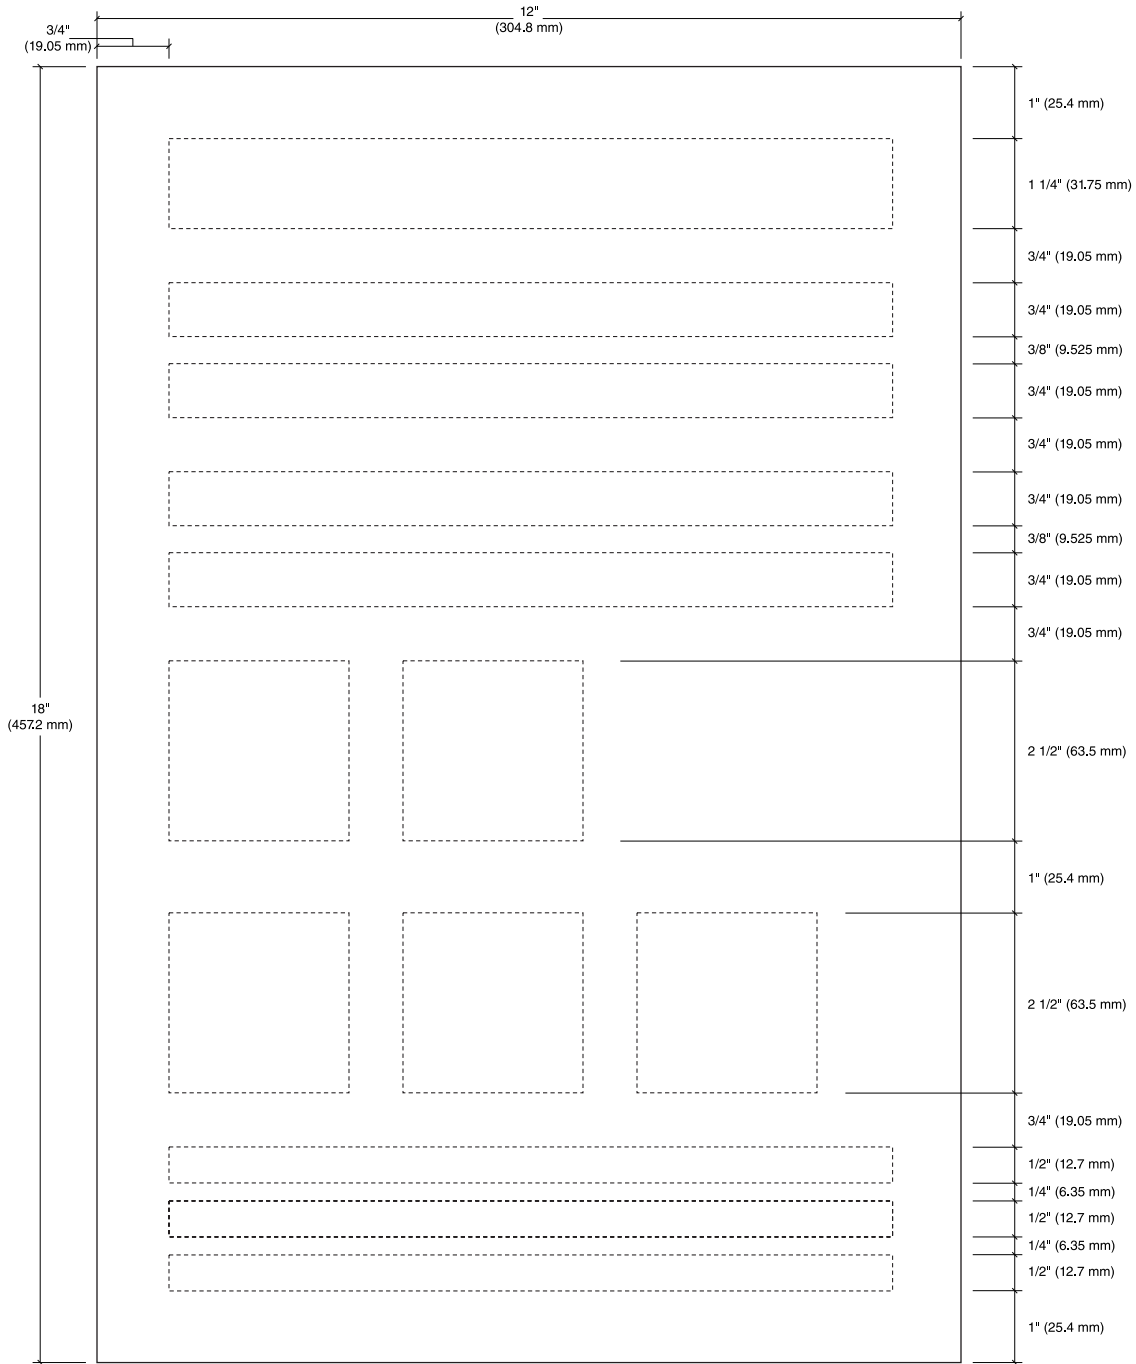 12"
(304.8 mm)
3/4"
(19.05 mm)
1" (25.4 mm)
1 1/4" (31.75 mm)
3/4" (19.05 mm)
3/4" (19.05 mm)
3/8" (9.525 mm)
3/4" (19.05 mm)
3/4" (19.05 mm)
3/4" (19.05 mm)
3/8" (9.525 mm)
3/4" (19.05 mm)
3/4" (19.05 mm)
18"
(457.2 mm)
2 1/2" (63.5 mm)
1" (25.4 mm)
2 1/2" (63.5 mm)
3/4" (19.05 mm)
1/2" (12.7 mm)
1/4" (6.35 mm)
1/2" (12.7 mm)
1/4" (6.35 mm)
1/2" (12.7 mm)
1" (25.4 mm)